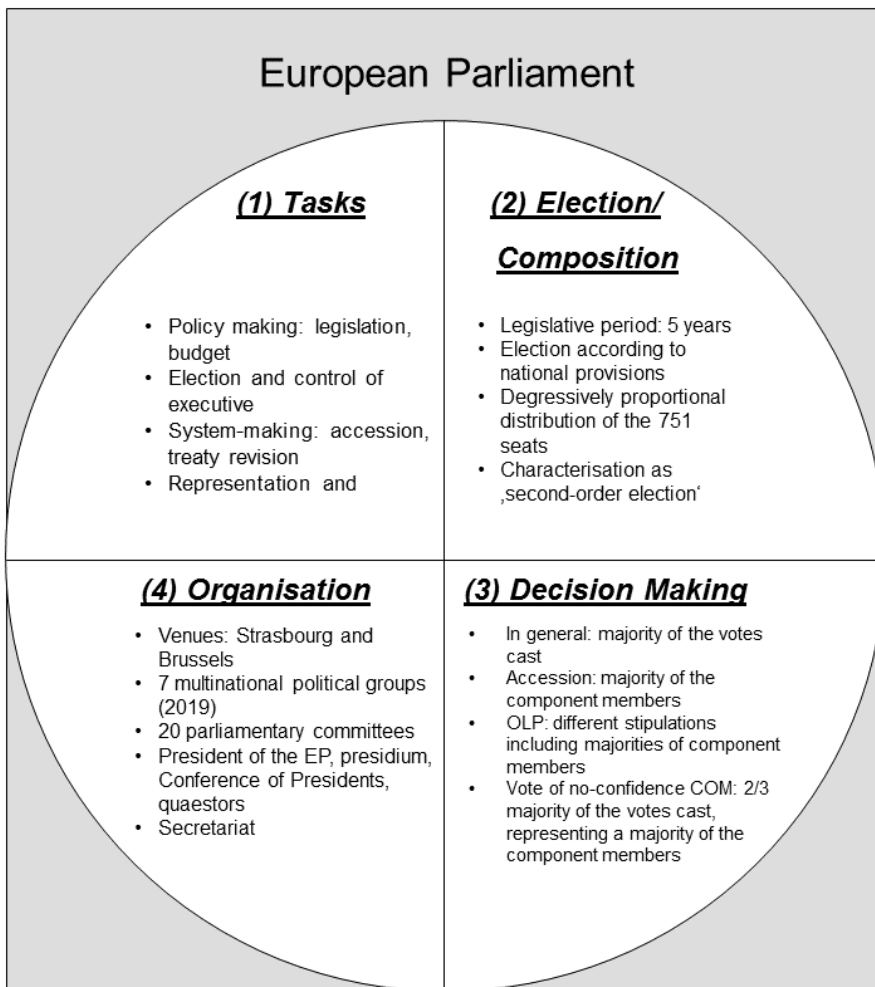 European Parliament
(1) Tasks
• Policy making: legislation,
budget
• Election and control of
executive
• System-making: accession,
treaty revision
• Representation and
(2) Election/
Composition
• Legislative period: 5 years
• Election according to
national provisions
• Degressively proportional
distribution of the 751
seats
• Characterisation as
‚second-order election‘
(4) Organisation
• Venues: Strasbourg and
Brussels
• 7 multinational political groups
(2019)
• 20 parliamentary committees
• President of the EP, presidium,
Conference of Presidents,
quaestors
• Secretariat
(3) Decision Making
• In general: majority of the votes
cast
• Accession: majority of the
component members
• OLP: different stipulations
including majorities of component
members
• Vote of no-confidence COM: 2/3
majority of the votes cast,
representing a majority of the
component members